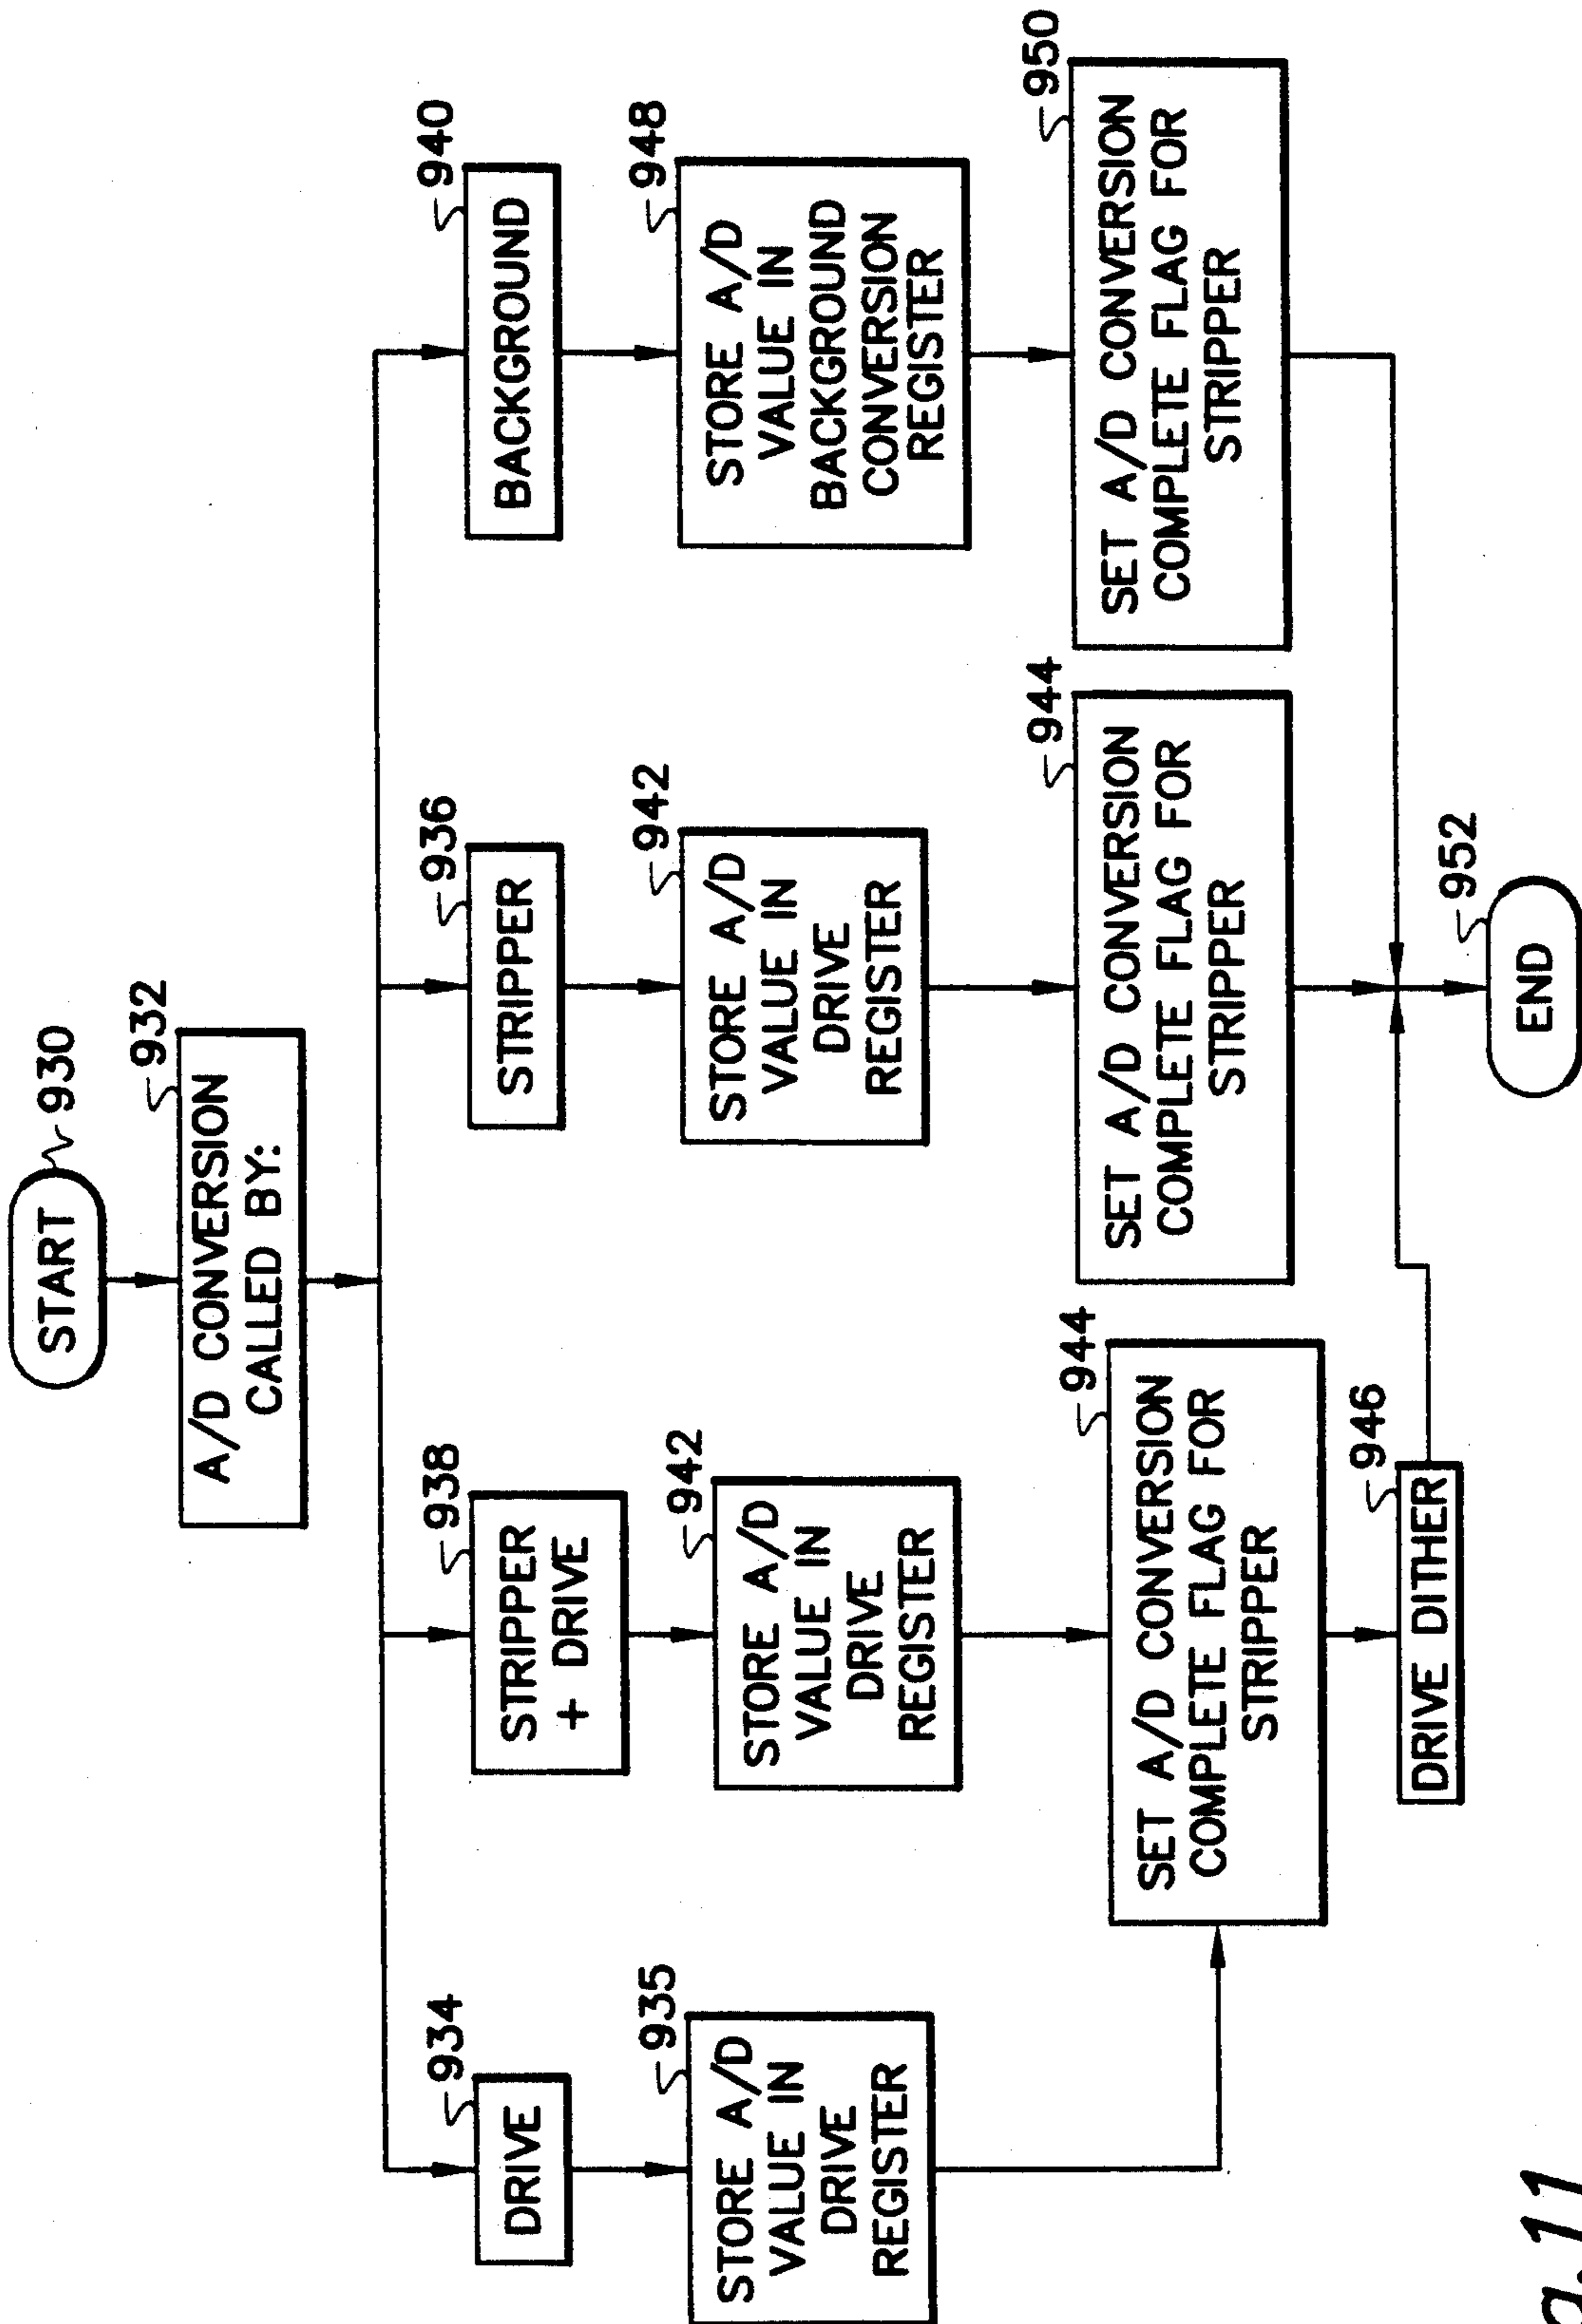 START
930
A/D CONVERSION
CALLED BY:
932
DRIVE
934
STRIPPER
+ DRIVE
938
STRIPPER
936
BACKGROUND
940
STORE A/D
VALUE IN
DRIVE
REGISTER
935
STORE A/D
VALUE IN
DRIVE
REGISTER
942
STORE A/D
VALUE IN
DRIVE
REGISTER
942
STORE A/D
VALUE IN
BACKGROUND
CONVERSION
REGISTER
948
SET A/D CONVERSION
COMPLETE FLAG FOR
STRIPPER
944
SET A/D CONVERSION
COMPLETE FLAG FOR
STRIPPER
944
SET A/D CONVERSION
COMPLETE FLAG FOR
STRIPPER
950
DRIVE DITHER
946
END
952